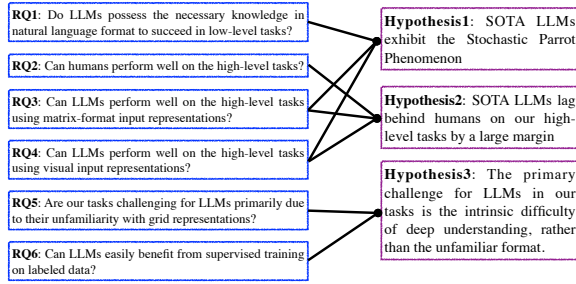 RQ1: Do LLMs possess the necessary knowledge in
natural language format to succeed in low-level tasks?
RQ2: Can humans perform well on the high-level tasks?
RQ3: Can LLMs perform well on the high-level tasks
using matrix-format input representations?
RQ4: Can LLMs perform well on the high-level tasks
using visual input representations?
RQ5: Are our tasks challenging for LLMs primarily due
to their unfamiliarity with grid representations?
RQ6: Can LLMs easily benefit from supervised training
on labeled data?
Hypothesis1: SOTA LLMs
exhibit the Stochastic Parrot
Phenomenon
Hypothesis2: SOTA LLMs lag
behind humans on our high-
level tasks by a large margin
Hypothesis3: The primary
challenge for LLMs in our
tasks is the intrinsic difficulty
of deep understanding, rather
than the unfamiliar format.